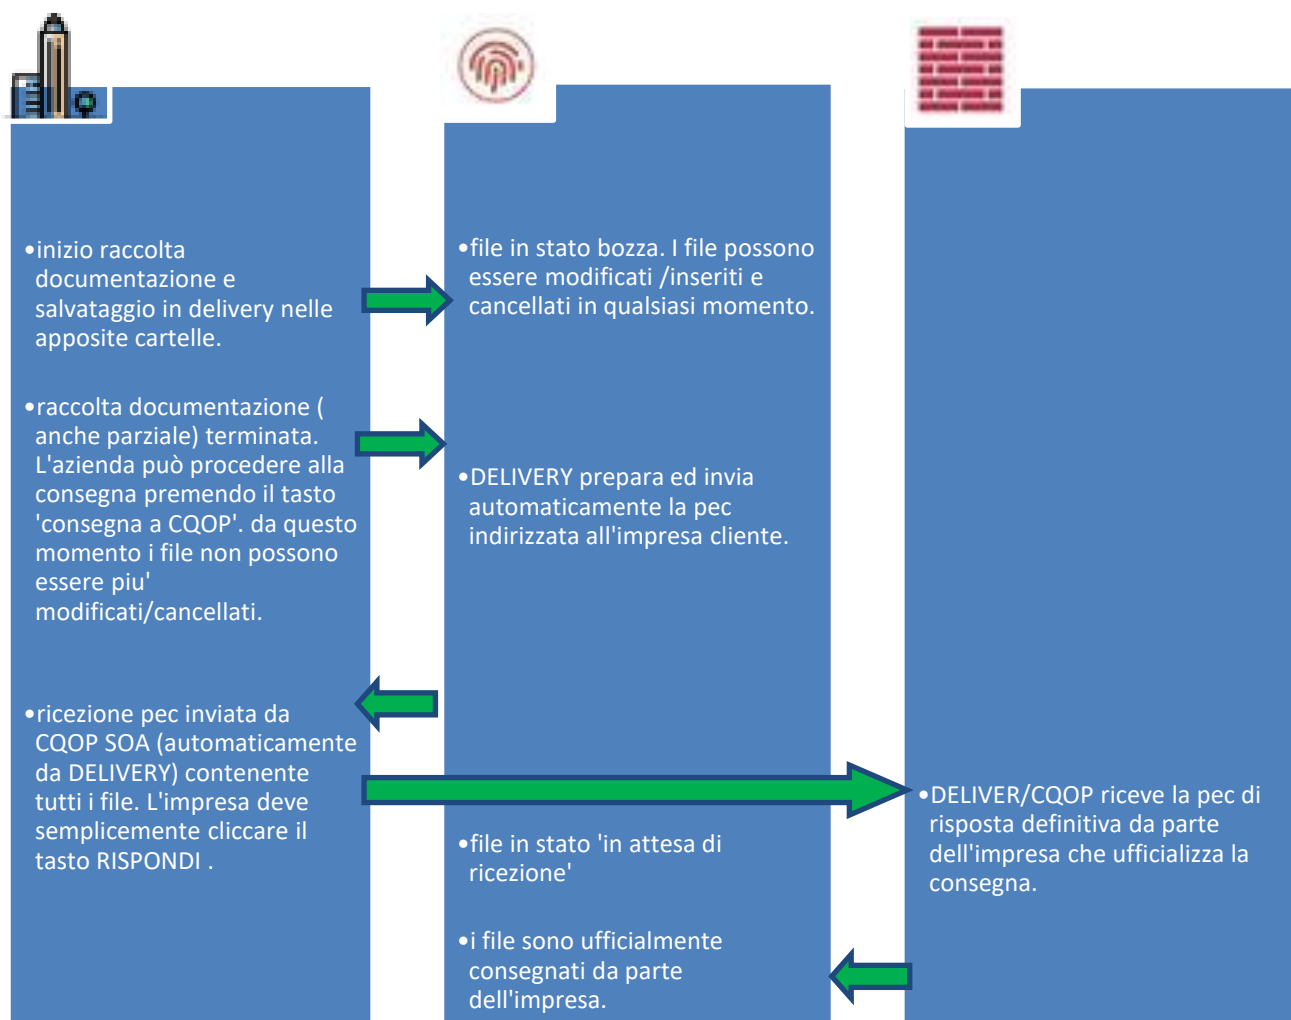 •inizio raccolta
documentazione e
salvataggio in delivery nelle
apposite cartelle.
•raccolta documentazione (
anche parziale) terminata.
L'azienda può procedere alla
consegna premendo il tasto
'consegna a CQOP'. da questo
momento i file non possono
essere piu'
modificati/cancellati.
•ricezione pec inviata da
CQOP SOA (automaticamente
da DELIVERY) contenente
tutti i file. L'impresa deve
semplicemente cliccare il
tasto RISPONDI .
•file in stato bozza. I file possono
essere modificati /inseriti e
cancellati in qualsiasi momento.
•DELIVERY prepara ed invia
automaticamente la pec
indirizzata all'impresa cliente.
•file in stato 'in attesa di
ricezione'
•i file sono ufficialmente
consegnati da parte
dell'impresa.
•DELIVER/CQOP riceve la pec di
risposta definitiva da parte
dell'impresa che ufficializza la
consegna.